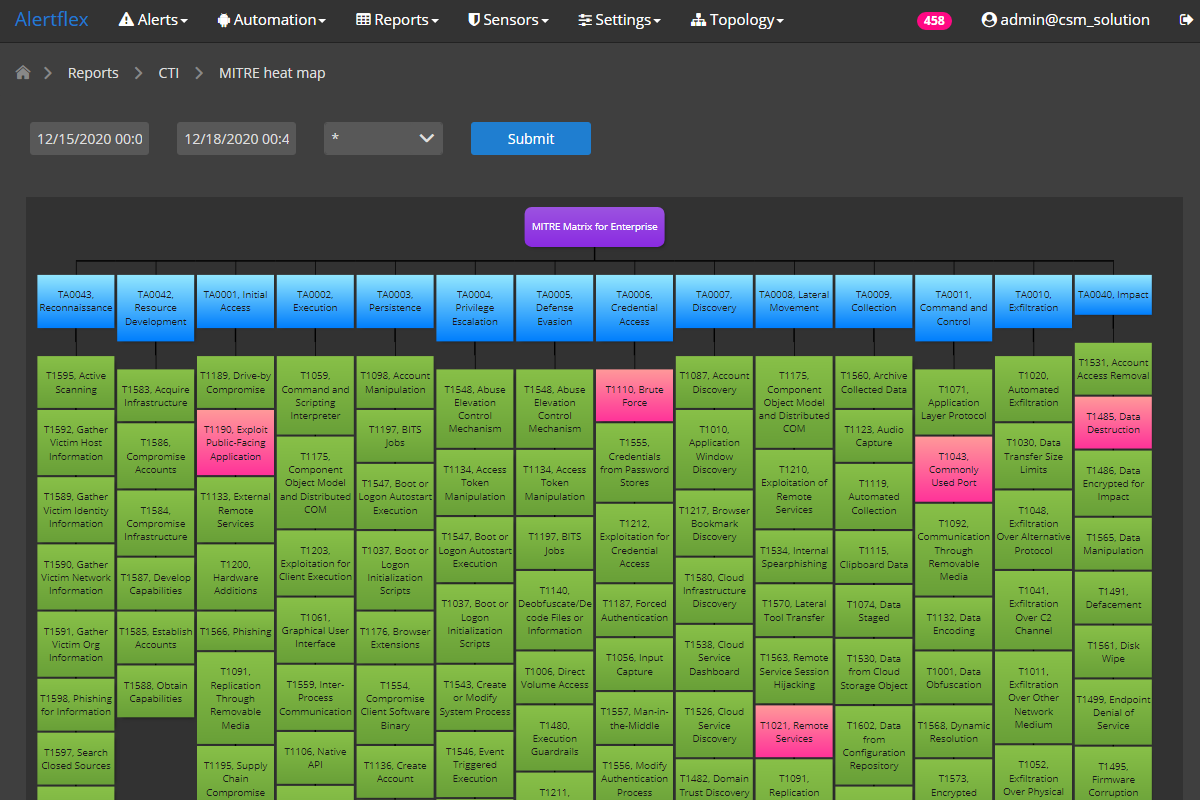 Alertflex Alerts Automation Reports Sensors Settings Topology 458 admin@csm_solution
Reports CTI MITRE heat map
12/15/2020 00:0 12/18/2020 00:4 * Submit
MITRE Matrix for Enterprise
TA0043,
Reconnaissance
T1595, Active
Scanning
T1592, Gather
Victim Host
Information
T1589, Gather
Victim Identity
Information
T1590, Gather
Victim Network
Information
T1591, Gather
Victim Org
Information
T1598, Phishing
for Information
T1597, Search
Closed Sources
TA0042,
Resource
Development
T1583, Acquire
Infrastructure
T1586,
Compromise
Accounts
T1584,
Compromise
Infrastructure
T1587, Develop
Capabilities
T1585, Establish
Accounts
T1588, Obtain
Capabilities
TA0001, Initial
Access
T1189, Drive-by
Compromise
T1190, Exploit
Public-Facing
Application
T1133, External
Remote
Services
T1200,
Hardware
Additions
T1566, Phishing
T1091,
Replication
Through
Removable
Media
T1195, Supply
Chain
Compromise
TA0002,
Execution
T1059,
Command and
Scripting
Interpreter
T1175,
Component
Object Model
and Distributed
COM
T1203,
Exploitation for
Client Execution
T1061,
Graphical User
Interface
T1559, Inter-
Process
Communication
T1106, Native
API
TA0003,
Persistence
T1098, Account
Manipulation
T1197, BITS
Jobs
T1547, Boot or
Logon Autostart
Execution
T1037, Boot or
Logon
Initialization
Scripts
T1176, Browser
Extensions
T1554,
Compromise
Client Software
Binary
T1136, Create
Account
TA0004,
Privilege
Escalation
T1548, Abuse
Elevation
Control
Mechanism
T1134, Access
Token
Manipulation
T1547, Boot or
Logon Autostart
Execution
T1037, Boot or
Logon
Initialization
Scripts
T1543, Create
or Modify
System Process
T1546, Event
Triggered
Execution
TA0005,
Defense
Evasion
T1548, Abuse
Elevation
Control
Mechanism
T1134, Access
Token
Manipulation
T1197, BITS
Jobs
T1140,
Deobfuscate/De
code Files or
Information
T1006, Direct
Volume Access
T1480,
Execution
Guardrails
T1211,
TA0006,
Credential
Access
T1110, Brute
Force
T1555,
Credentials
from Password
Stores
T1212,
Exploitation for
Credential
Access
T1187, Forced
Authentication
T1056, Input
Capture
T1557, Man-in-
the-Middle
T1556, Modify
Authentication
Process
TA0007,
Discovery
T1087, Account
Discovery
T1010,
Application
Window
Discovery
T1217, Browser
Bookmark
Discovery
T1580, Cloud
Infrastructure
Discovery
T1538, Cloud
Service
Dashboard
T1526, Cloud
Service
Discovery
T1482, Domain
Trust Discovery
TA0008, Lateral
Movement
T1175,
Component
Object Model
and Distributed
COM
T1210,
Exploitation of
Remote
Services
T1534, Internal
Spearphishing
T1570, Lateral
Tool Transfer
T1563, Remote
Service Session
Hijacking
T1021, Remote
Services
T1091,
Replication
TA0009,
Collection
T1560, Archive
Collected Data
T1123, Audio
Capture
T1119,
Automated
Collection
T1115,
Clipboard Data
T1074, Data
Staged
T1530, Data
from Cloud
Storage Object
T1602, Data
from
Configuration
Repository
TA0011,
Command and
Control
T1071,
Application
Layer Protocol
T1043,
Commonly
Used Port
T1092,
Communication
Through
Removable
Media
T1132, Data
Encoding
T1001, Data
Obfuscation
T1568, Dynamic
Resolution
T1573,
Encrypted
TA0010,
Exfiltration
T1020,
Automated
Exfiltration
T1030, Data
Transfer Size
Limits
T1048,
Exfiltration
Over Alternative
Protocol
T1041,
Exfiltration
Over C2
Channel
T1011,
Exfiltration
Over Other
Network
Medium
T1052,
Exfiltration
Over Physical
TA0040, Impact
T1531, Account
Access Removal
T1485, Data
Destruction
T1486, Data
Encrypted for
Impact
T1565, Data
Manipulation
T1491,
Defacement
T1561, Disk
Wipe
T1499, Endpoint
Denial of
Service
T1495,
Firmware
Corruption